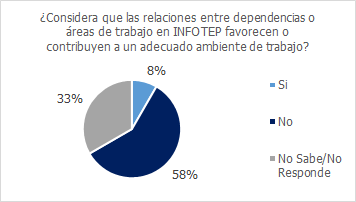 ¿Considera que las relaciones entre dependencias o
áreas de trabajo en INFOTEP favorecen o
contribuyen a un adecuado ambiente de trabajo?
8%
33%
58%
Si
No
No Sabe/No
Responde